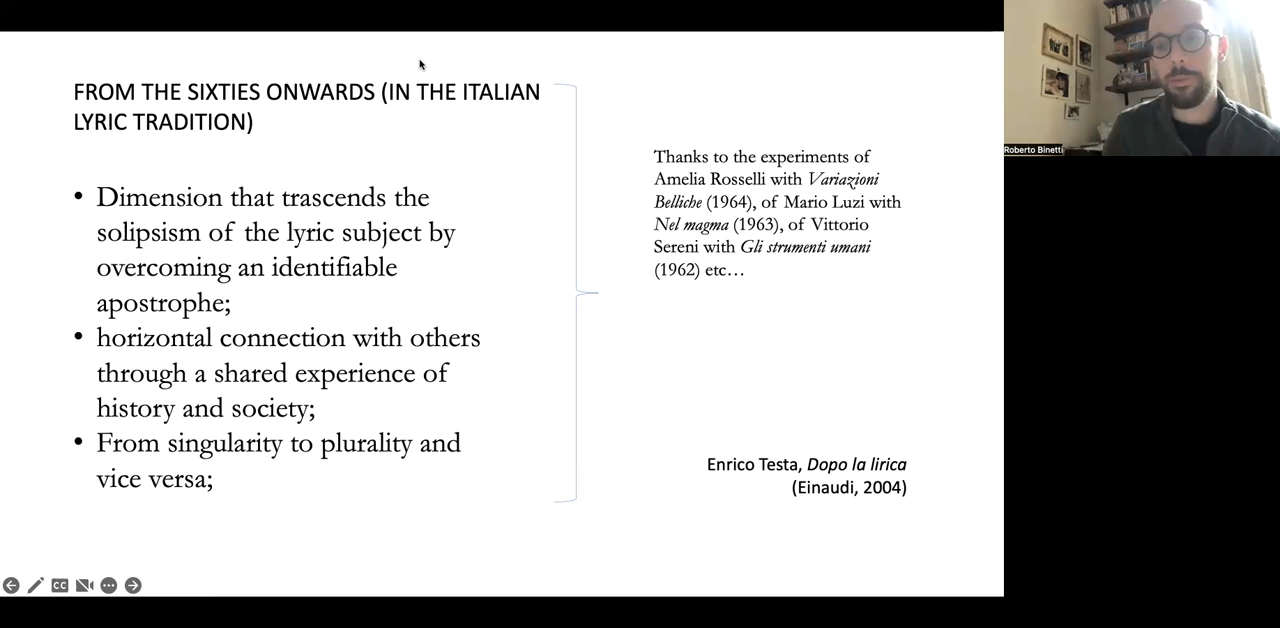 FROM THE SIXTIES ONWARDS (IN THE ITALIAN
LYRIC TRADITION)
• Dimension that trascends the
solipsism of the lyric subject by
overcoming an identifiable
apostrophe;
• horizontal connection with others
through a shared experience of
history and society;
• From singularity to plurality and
vice versa;
Thanks to the experiments of
Amelia Rosselli with Variazioni
Belliche (1964), of Mario Luzi with
Nel magma (1963), of Vittorio
Sereni with Gli strumenti umani
(1962) etc…
Enrico Testa, Dopo la lirica
(Einaudi, 2004)
CC
Roberto Binetti